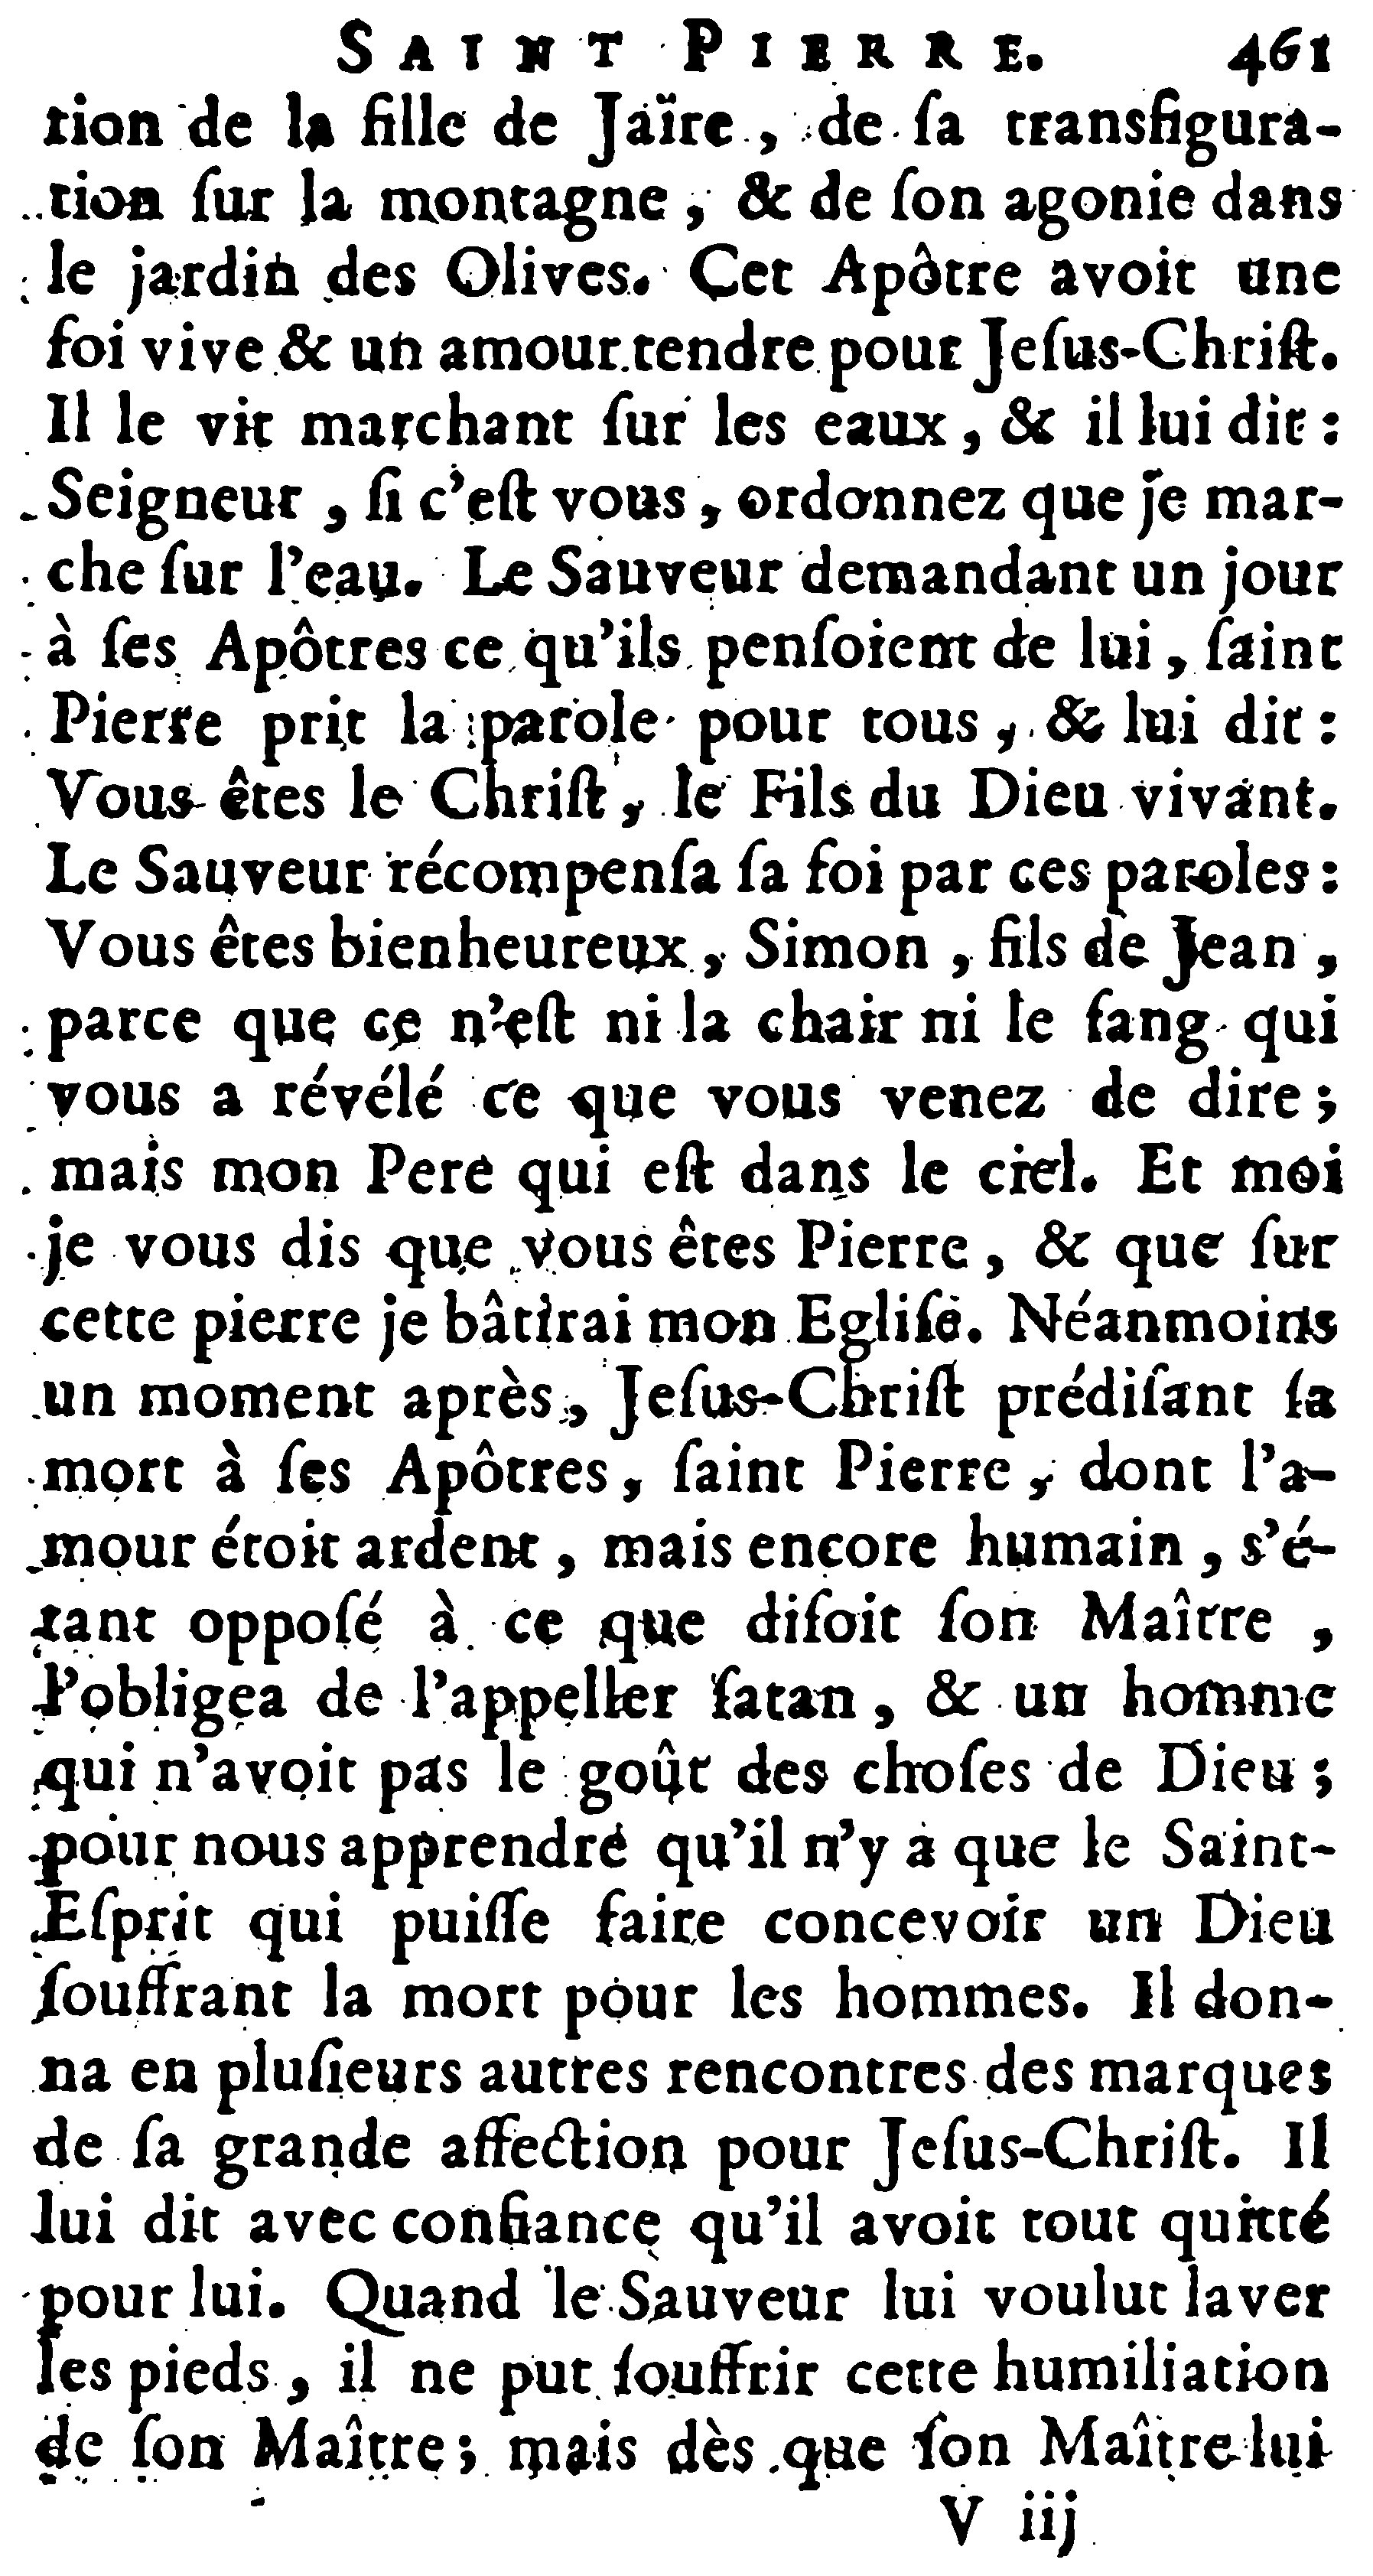 SAINT PIERRE. 461
tion de la fille de Jaïre, de ſa transfigura-
tion ſur la montagne, & de ſon agonie dans
le jardin des Olives. Cet Apôtre avoit une
foi vive & un amour tendre pour Jeſus-Chriſt.
Il le vit marchant ſur les eaux, & il lui dit :
Seigneur, ſi c'eſt vous, ordonnez que je mar-
che ſur l'eau. Le Sauveur demandant un jour
à ſes Apôtres ce qu'ils penſoient de lui, ſaint
Pierre prit la parole pour tous, & lui dit :
Vous êtes le Chriſt, le Fils du Dieu vivant.
Le Sauveur récompenſa ſa foi par ces paroles :
Vous êtes bienheureux, Simon, fils de Jean,
parce que ce n'eſt ni la chair ni le ſang qui
vous a révélé ce que vous venez de dire ;
mais mon Pere qui eſt dans le ciel. Et moi
je vous dis que vous êtes Pierre, & que ſur
cette pierre je bâtirai mon Egliſe. Néanmoins
un moment après, Jeſus-Chriſt prédiſant ſa
mort à ſes Apôtres, ſaint Pierre, dont l'a-
mour étoit ardent, mais encore humain, s'é-
tant oppoſé à ce que diſoit ſon Maître,
l'obligea de l'appeller ſatan, & un homme
qui n'avoit pas le goût des choſes de Dieu ;
pour nous apprendre qu'il n'y a que le Saint-
Eſprit qui puiſſe faire concevoir un Dieu
ſouffrant la mort pour les hommes. Il don-
na en pluſieurs autres rencontres des marques
de ſa grande affection pour Jeſus-Chriſt. Il
lui dit avec confiance qu'il avoit tout quitté
pour lui. Quand le Sauveur lui voulut laver
les pieds, il ne put ſouffrir cette humiliation
de ſon Maître ; mais dès que ſon Maître lui
V iij